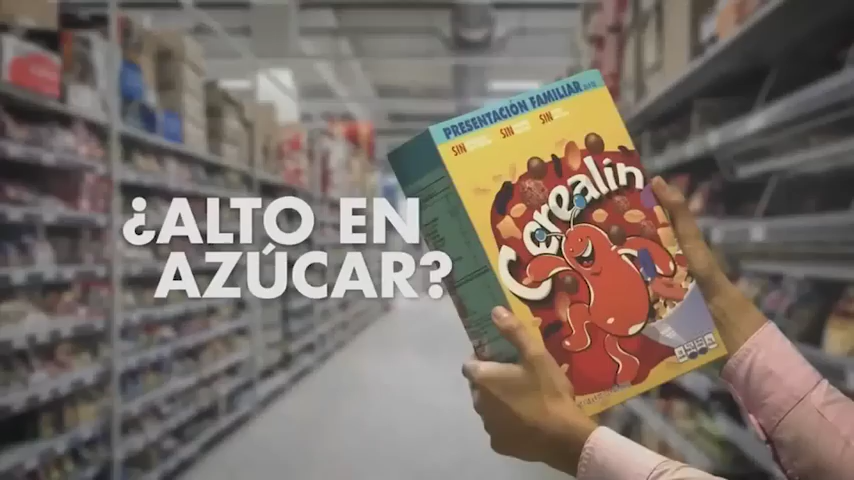 ¿ALTO EN
AZÚCAR?
PRESENTACIÓN FAMILIAR
SIN SIN SIN
Cerealin